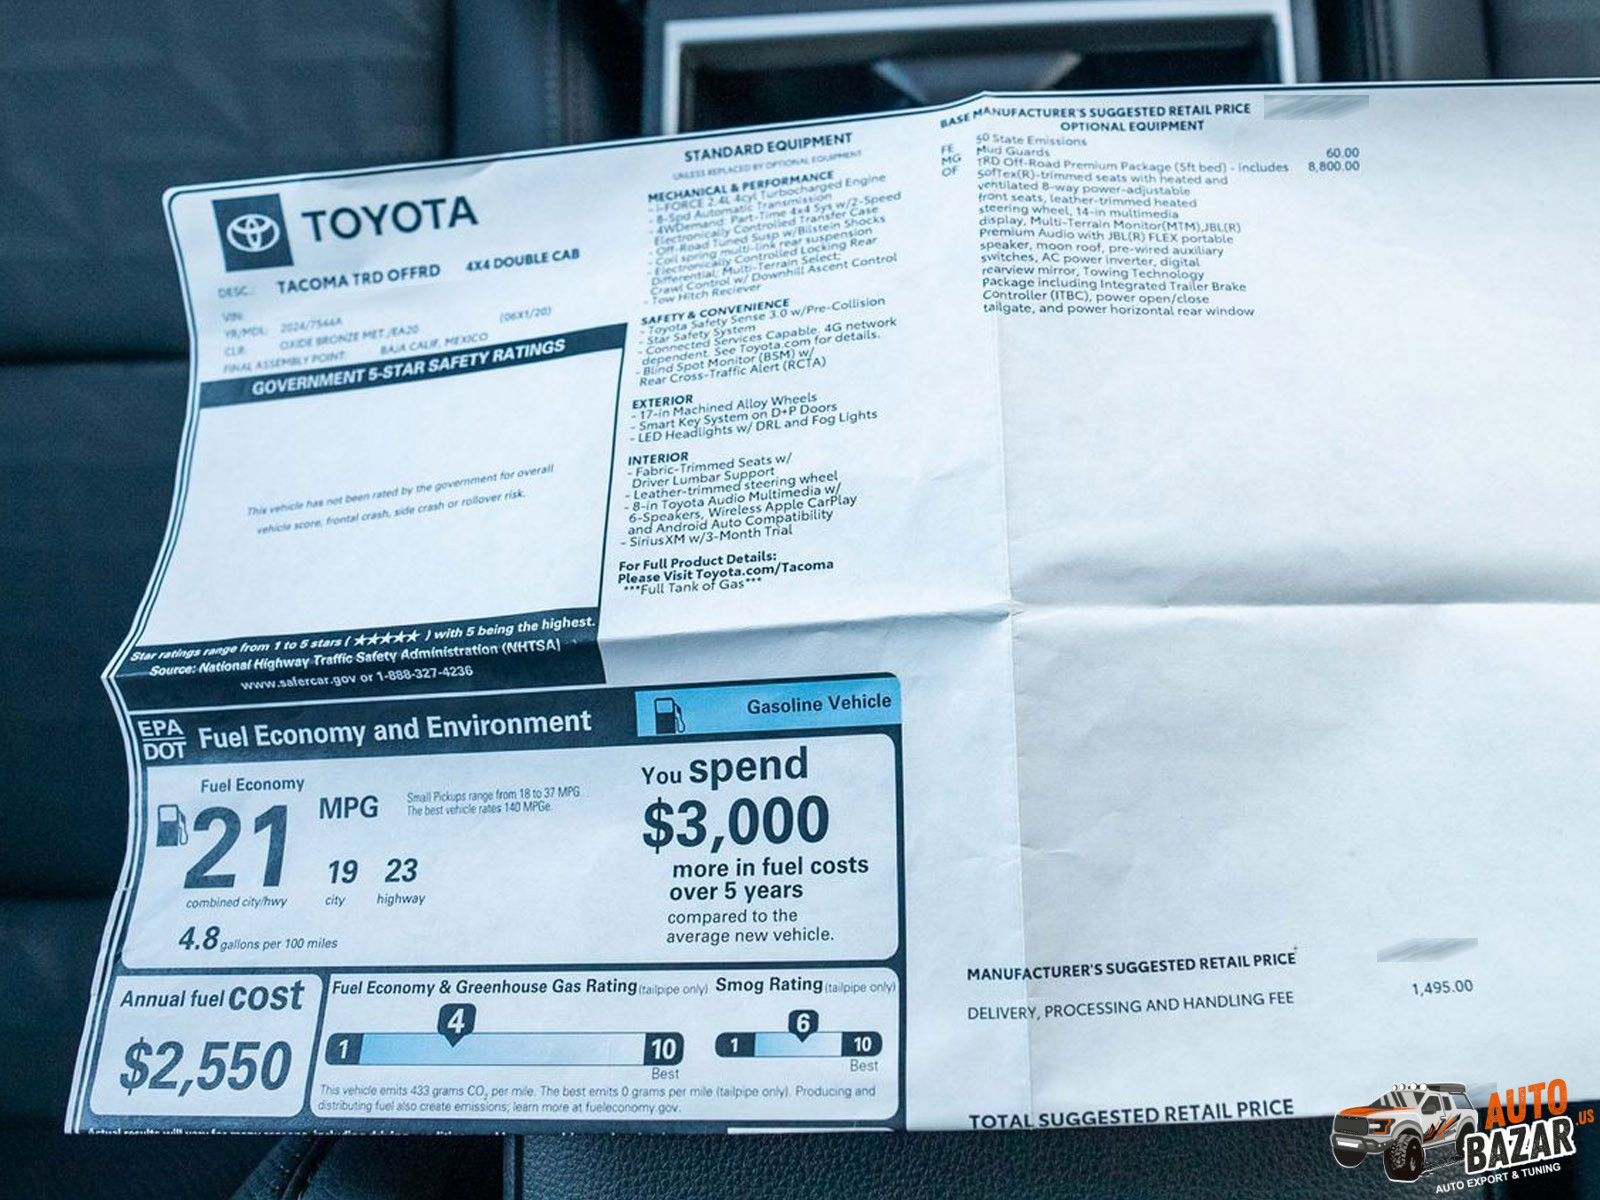 TOYOTA
DESC.: TACOMA TRD OFFRD 4X4 DOUBLE CAB
VIN:
YR/MDL: 2024/7544A (06X1/20)
CLR: OXIDE BRONZE MET./EA20
FINAL ASSEMBLY POINT: BAJA CALIF, MEXICO
GOVERNMENT 5-STAR SAFETY RATINGS
This vehicle has not been rated by the government for overall
vehicle score, frontal crash, side crash or rollover risk.
Star ratings range from 1 to 5 stars (★★★★★) with 5 being the highest.
Source: National Highway Traffic Safety Administration (NHTSA)
www.safercar.gov or 1-888-327-4236
EPA
DOT
Fuel Economy and Environment
Gasoline Vehicle
Fuel Economy
21 MPG
combined city/hwy
19 city
23 highway
Small Pickups range from 18 to 37 MPG.
The best vehicle rates 140 MPGe.
4.8 gallons per 100 miles
You spend
$3,000
more in fuel costs
over 5 years
compared to the
average new vehicle.
Annual fuel cost
$2,550
Fuel Economy & Greenhouse Gas Rating (tailpipe only)
4
1 10
Best
Smog Rating (tailpipe only)
6
1 10
Best
This vehicle emits 433 grams CO2 per mile. The best emits 0 grams per mile (tailpipe only). Producing and
distributing fuel also create emissions; learn more at fueleconomy.gov.
STANDARD EQUIPMENT
UNLESS REPLACED BY OPTIONAL EQUIPMENT
MECHANICAL & PERFORMANCE
- i-FORCE 2.4L 4cyl Turbocharged Engine
- 8-Spd Automatic Transmission
- 4WDemand: Part-Time 4x4 Sys w/2-Speed
Electronically Controlled Transfer Case
- Off-Road Tuned Susp w/Bilstein Shocks
- Coil spring multi-link rear suspension
- Electronically Controlled Locking Rear
Differential; Multi-Terrain Select;
Crawl Control w/ Downhill Ascent Control
- Tow Hitch Reciever
SAFETY & CONVENIENCE
- Toyota Safety Sense 3.0 w/Pre-Collision
- Star Safety System
- Connected Services Capable, 4G network
dependent. See Toyota.com for details.
- Blind Spot Monitor (BSM) w/
Rear Cross-Traffic Alert (RCTA)
EXTERIOR
- 17-in Machined Alloy Wheels
- Smart Key System on D+P Doors
- LED Headlights w/ DRL and Fog Lights
INTERIOR
- Fabric-Trimmed Seats w/
Driver Lumbar Support
- Leather-trimmed steering wheel
- 8-in Toyota Audio Multimedia w/
6-Speakers, Wireless Apple CarPlay
and Android Auto Compatibility
- SiriusXM w/3-Month Trial
For Full Product Details:
Please Visit Toyota.com/Tacoma
***Full Tank of Gas***
BASE MANUFACTURER'S SUGGESTED RETAIL PRICE
OPTIONAL EQUIPMENT
FE 50 State Emissions
MG Mud Guards 60.00
OF TRD Off-Road Premium Package (5ft bed) - includes 8,800.00
SofTex(R)-trimmed seats with heated and
ventilated 8-way power-adjustable
front seats, leather-trimmed heated
steering wheel, 14-in multimedia
display, Multi-Terrain Monitor(MTM),JBL(R)
Premium Audio with JBL(R) FLEX portable
speaker, moon roof, pre-wired auxiliary
switches, AC power inverter, digital
rearview mirror, Towing Technology
Package including Integrated Trailer Brake
Controller (ITBC), power open/close
tailgate, and power horizontal rear window
MANUFACTURER'S SUGGESTED RETAIL PRICE
DELIVERY, PROCESSING AND HANDLING FEE 1,495.00
TOTAL SUGGESTED RETAIL PRICE
AUTO
BAZAR.US
AUTO EXPORT & TUNING